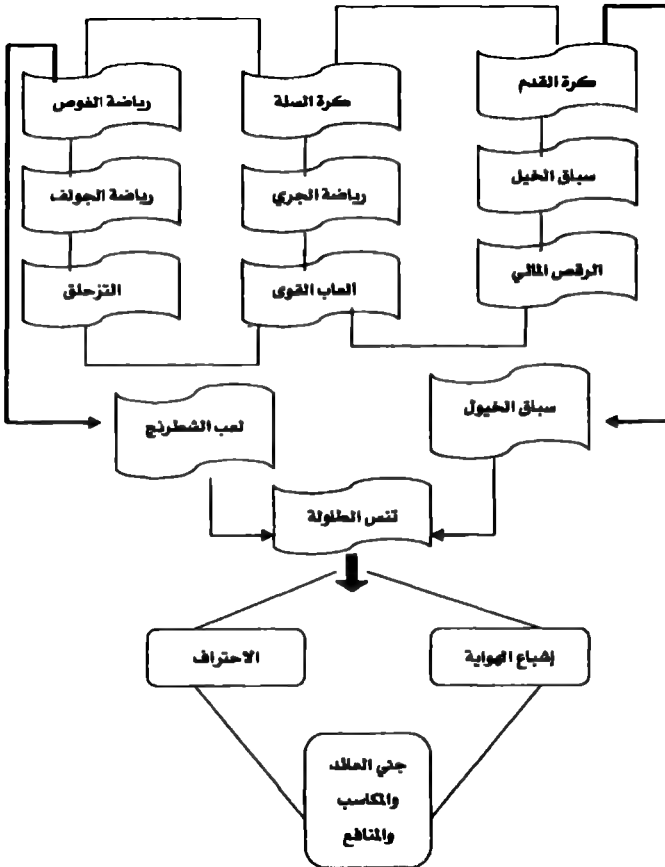 كرة القدم
كرة السلة
رياضة الغوص
سباق الخيل
رياضة الجري
رياضة الجولف
الرقص المالي
العاب القوى
التزحلق
سباق الخيول
لعب الشطرنج
تنس الطاولة
إشباع الهواية
الاحتراف
جني العائد
والمكاسب
والمنافع